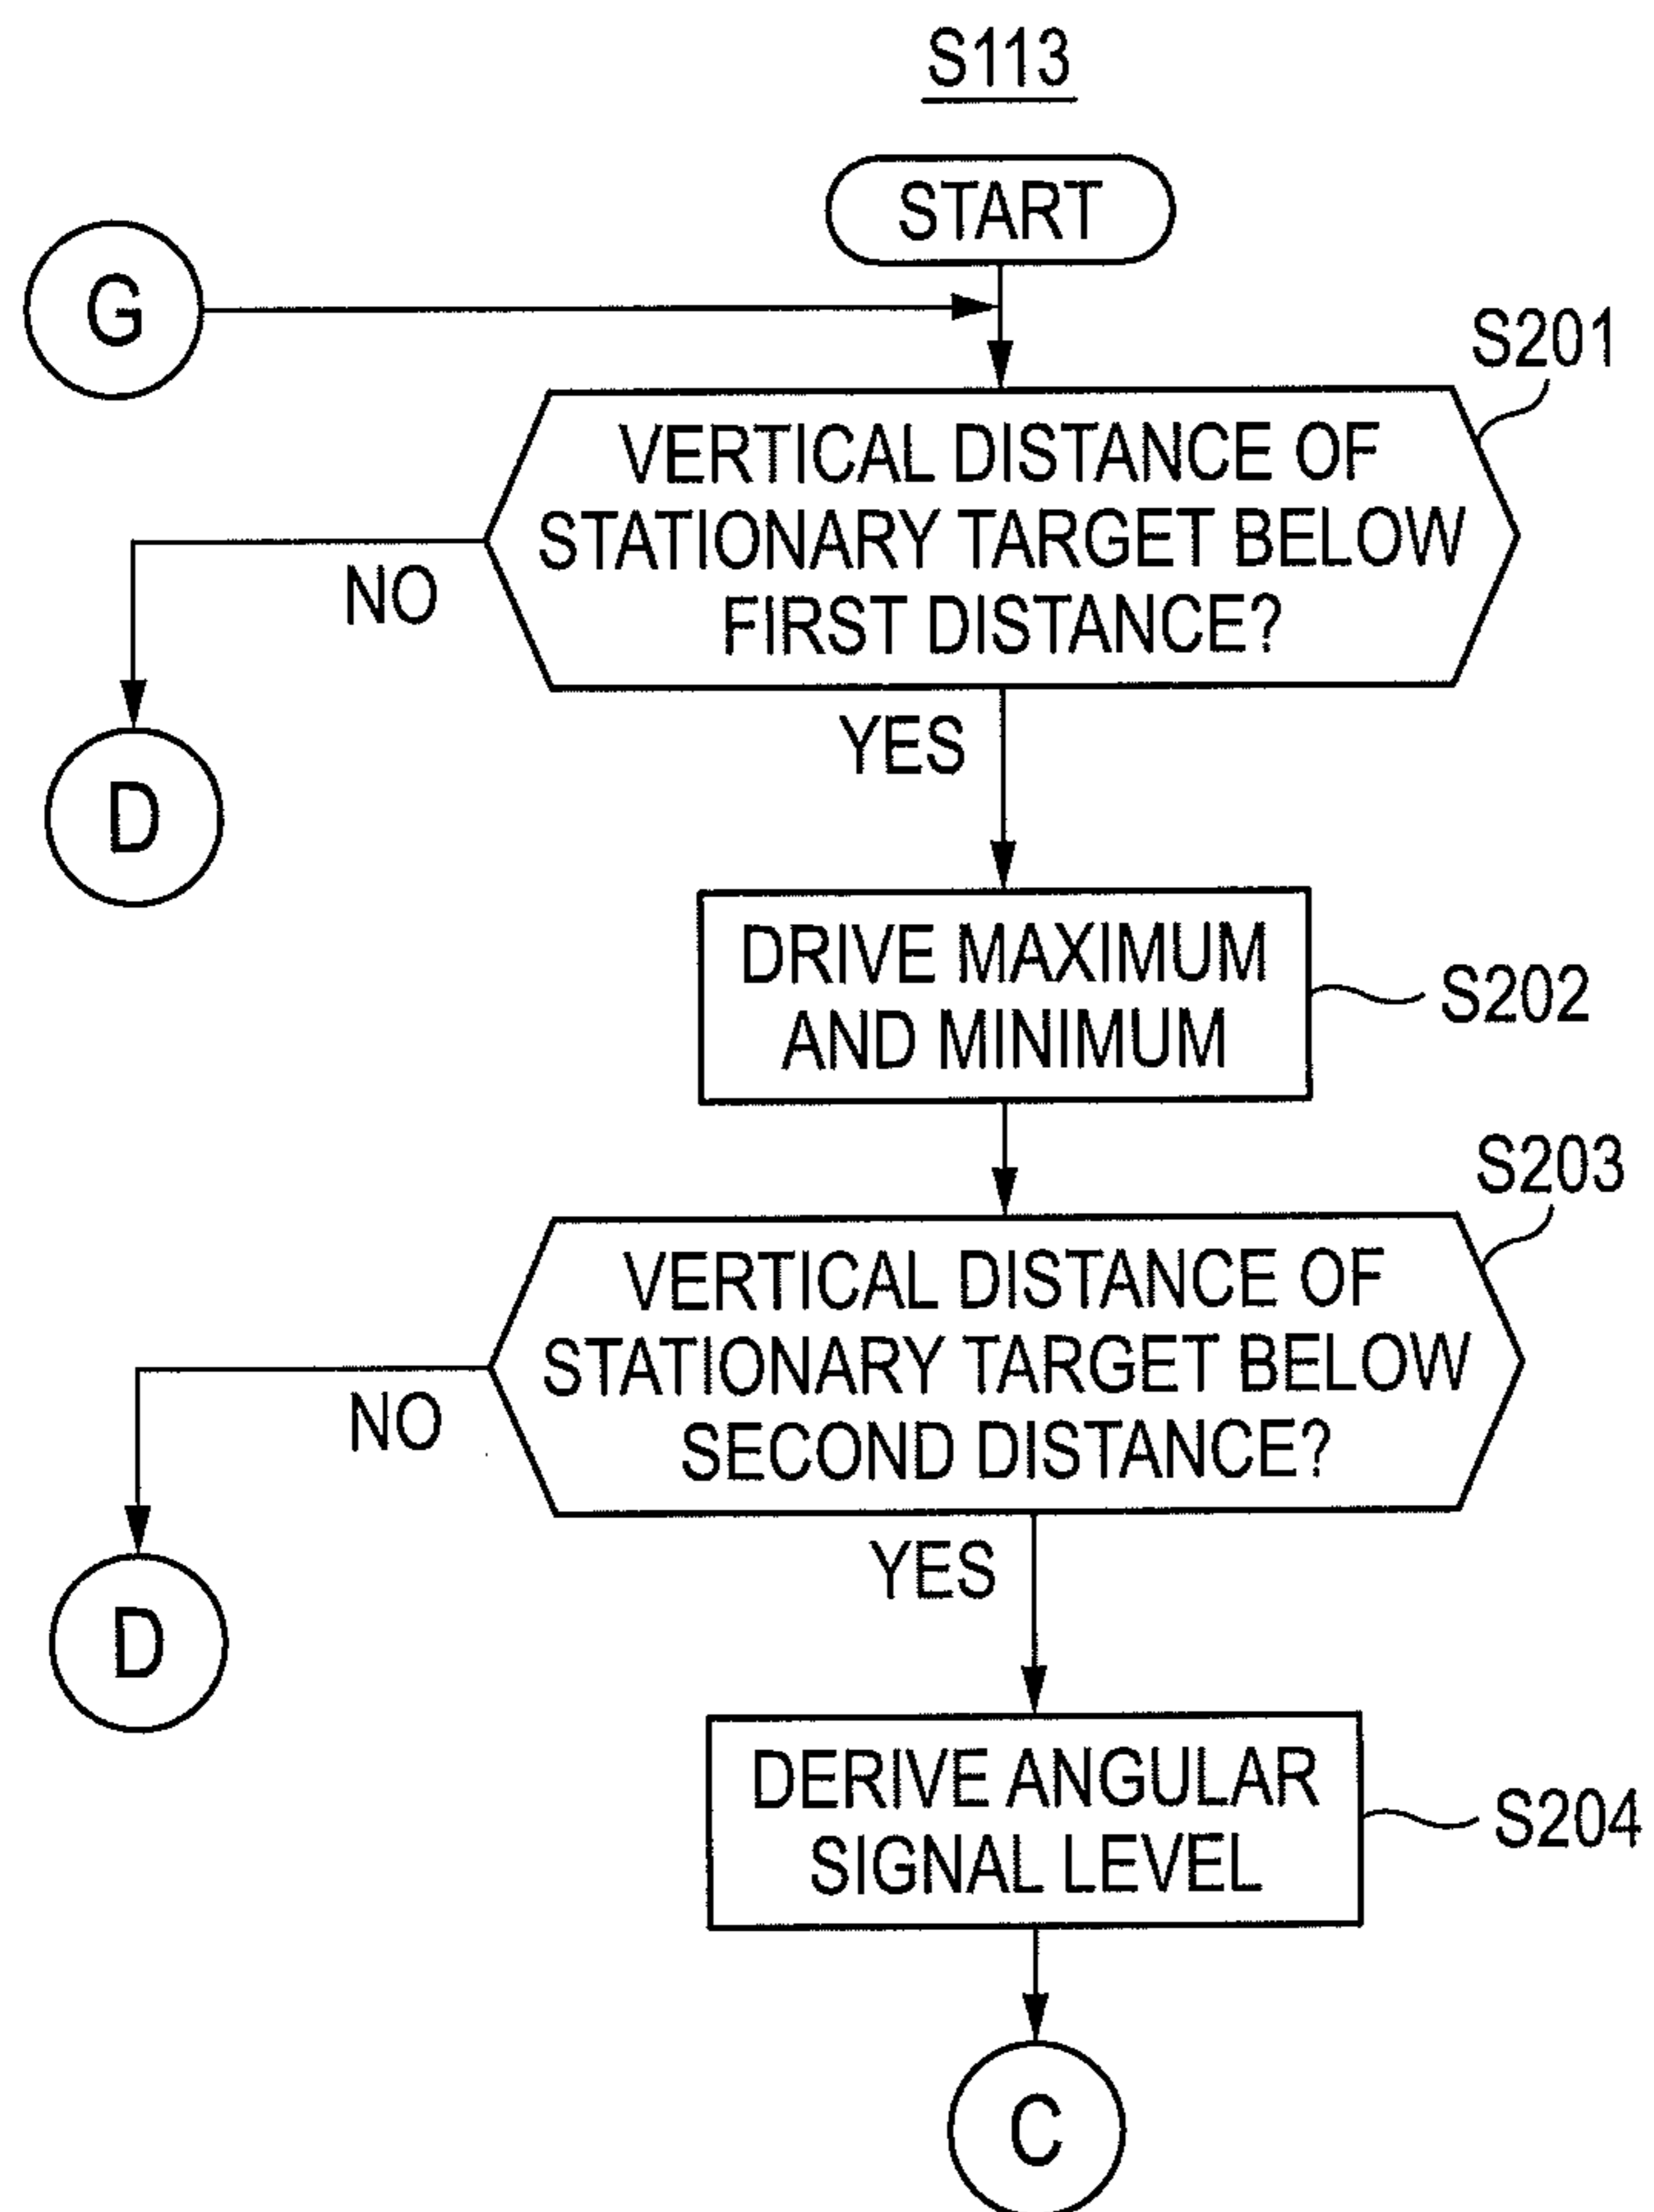 S113
START
G
S201
VERTICAL DISTANCE OF
STATIONARY TARGET BELOW
FIRST DISTANCE?
NO
YES
D
DRIVE MAXIMUM
AND MINIMUM
S202
S203
VERTICAL DISTANCE OF
STATIONARY TARGET BELOW
SECOND DISTANCE?
NO
YES
D
DERIVE ANGULAR
SIGNAL LEVEL
S204
C